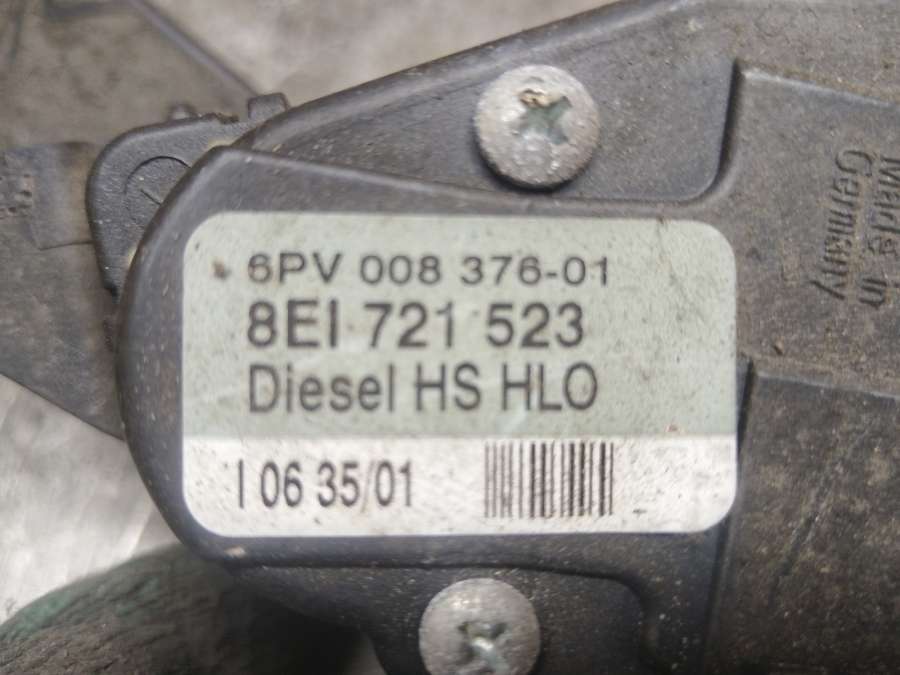 6PV 008 376-01
8EI 721 523
Diesel HS HLO
I 06 35/01
Made in
Germany